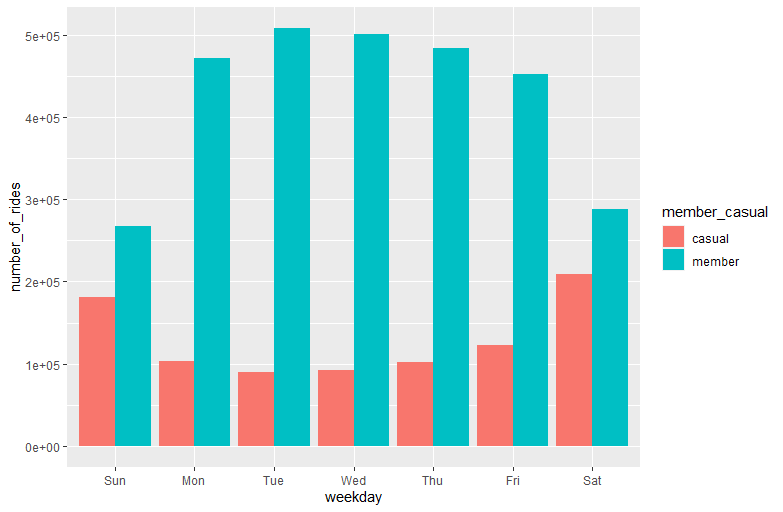 5e+05
4e+05
3e+05
2e+05
1e+05
0e+00
number_of_rides
Sun Mon Tue Wed Thu Fri Sat
weekday
member_casual
casual
member